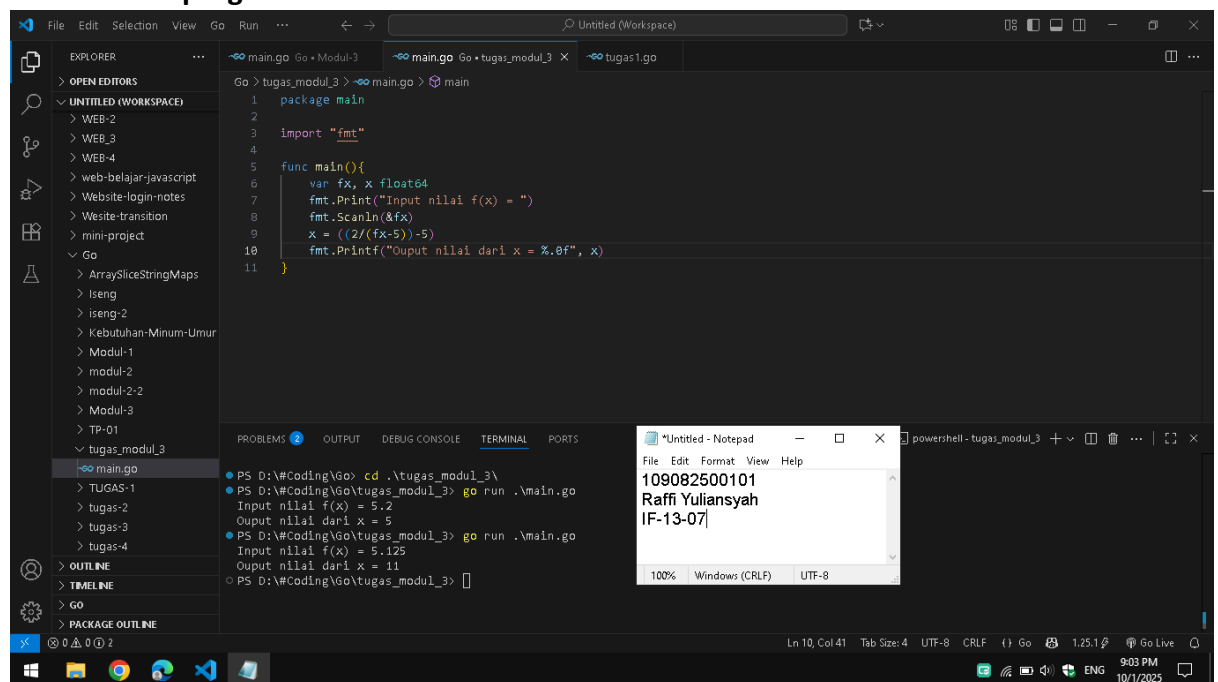 File Edit Selection View Go Run ··· Untitled (Workspace)
EXPLORER ···
main.go Go • Modul-3 main.go Go • tugas_modul_3 tugas1.go
> OPEN EDITORS
Go > tugas_modul_3 > main.go > main
UNTITLED (WORKSPACE)
> WEB-2
> WEB_3
> WEB-4
> web-belajar-javascript
> Website-login-notes
> Wesite-transition
> mini-project
Go
> ArraySliceStringMaps
> Iseng
> iseng-2
> Kebutuhan-Minum-Umur
> Modul-1
> modul-2
> modul-2-2
> Modul-3
> TP-01
tugas_modul_3
main.go
> TUGAS-1
> tugas-2
> tugas-3
> tugas-4
> OUTLINE
> TIMELINE
> GO
> PACKAGE OUTLINE
1 package main
2
3 import "fmt"
4
5 func main(){
6 var fx, x float64
7 fmt.Print("Input nilai f(x) = ")
8 fmt.Scanln(&fx)
9 x = ((2/(fx-5))-5)
10 fmt.Printf("Ouput nilai dari x = %.0f", x)
11 }
PROBLEMS 2 OUTPUT DEBUG CONSOLE TERMINAL PORTS
powershell - tugas_modul_3
PS D:\#Coding\Go> cd .\tugas_modul_3\
PS D:\#Coding\Go\tugas_modul_3> go run .\main.go
Input nilai f(x) = 5.2
Ouput nilai dari x = 5
PS D:\#Coding\Go\tugas_modul_3> go run .\main.go
Input nilai f(x) = 5.125
Ouput nilai dari x = 11
PS D:\#Coding\Go\tugas_modul_3>
*Untitled - Notepad
File Edit Format View Help
109082500101
Raffi Yuliansyah
IF-13-07
100% Windows (CRLF) UTF-8
0 0 0 2 Ln 10, Col 41 Tab Size: 4 UTF-8 CRLF {} Go 1.25.1 Go Live
ENG 9:03 PM
10/1/2025